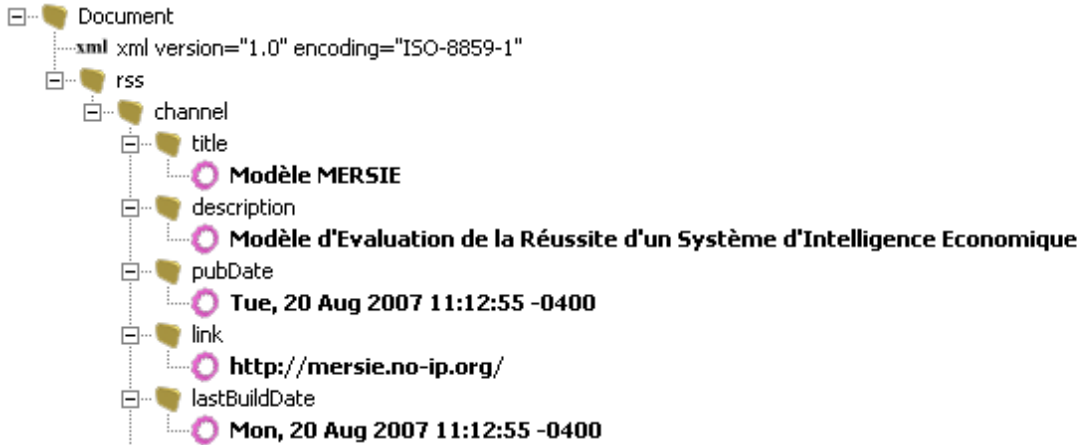 Document
xml xml version="1.0" encoding="ISO-8859-1"
rss
channel
title
Modèle MERSIE
description
Modèle d'Evaluation de la Réussite d'un Système d'Intelligence Economique
pubDate
Tue, 20 Aug 2007 11:12:55 -0400
link
http://mersie.no-ip.org/
lastBuildDate
Mon, 20 Aug 2007 11:12:55 -0400